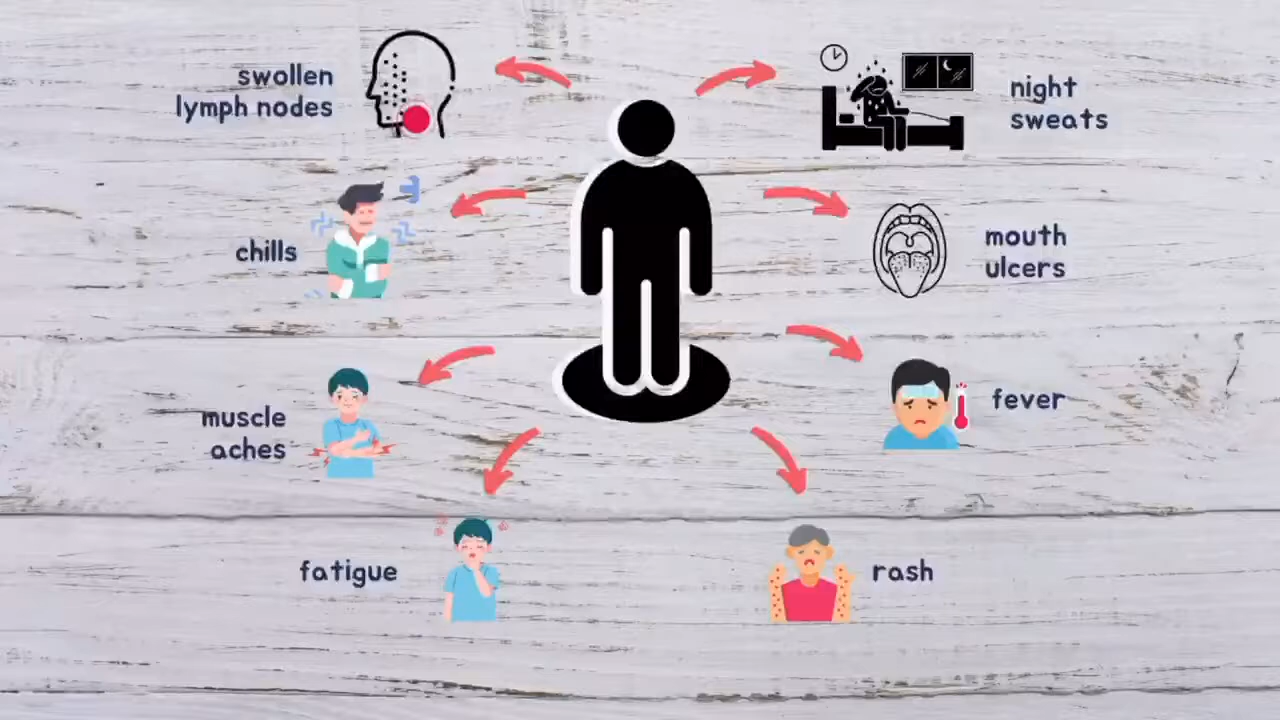 swollen
lymph nodes
night
sweats
chills
mouth
ulcers
muscle
aches
fever
fatigue
rash